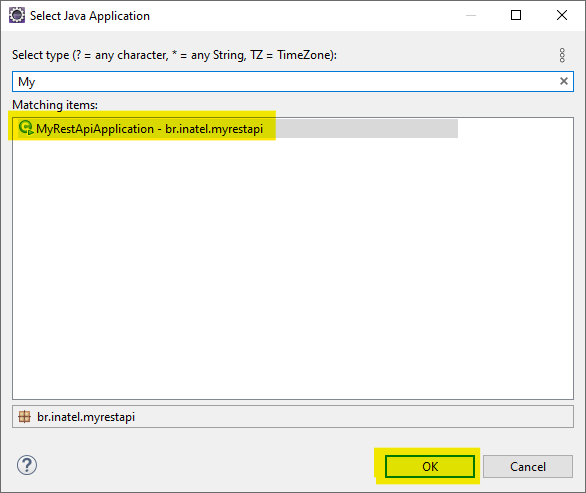 Select Java Application
Select type (? = any character, * = any String, TZ = TimeZone):
My
Matching items:
MyRestApiApplication - br.inatel.myrestapi
br.inatel.myrestapi
OK
Cancel